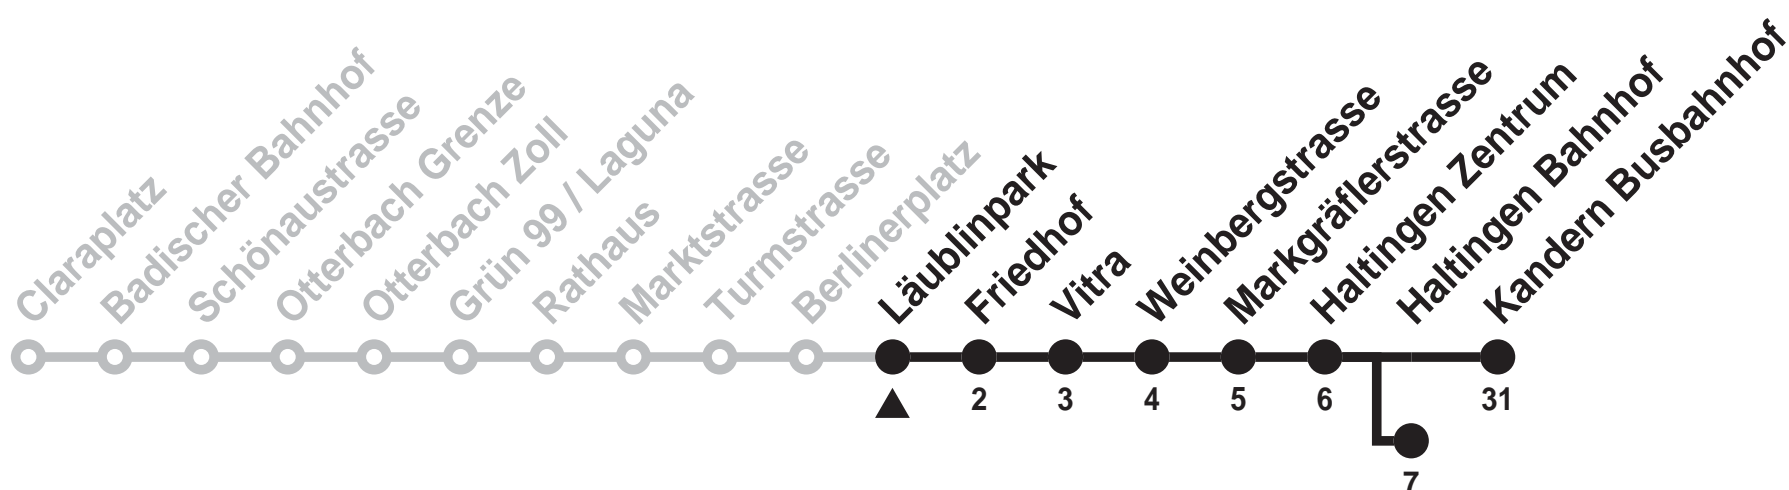 Claraplatz
Badischer Bahnhof
Schönaustrasse
Otterbach Grenze
Otterbach Zoll
Grün 99 / Laguna
Rathaus
Marktstrasse
Turmstrasse
Berlinerplatz
Läublinpark
Friedhof
Vitra
Weinbergstrasse
Markgräflerstrasse
Haltingen Zentrum
Haltingen Bahnhof
Kandern Busbahnhof
2
3
4
5
6
31
7